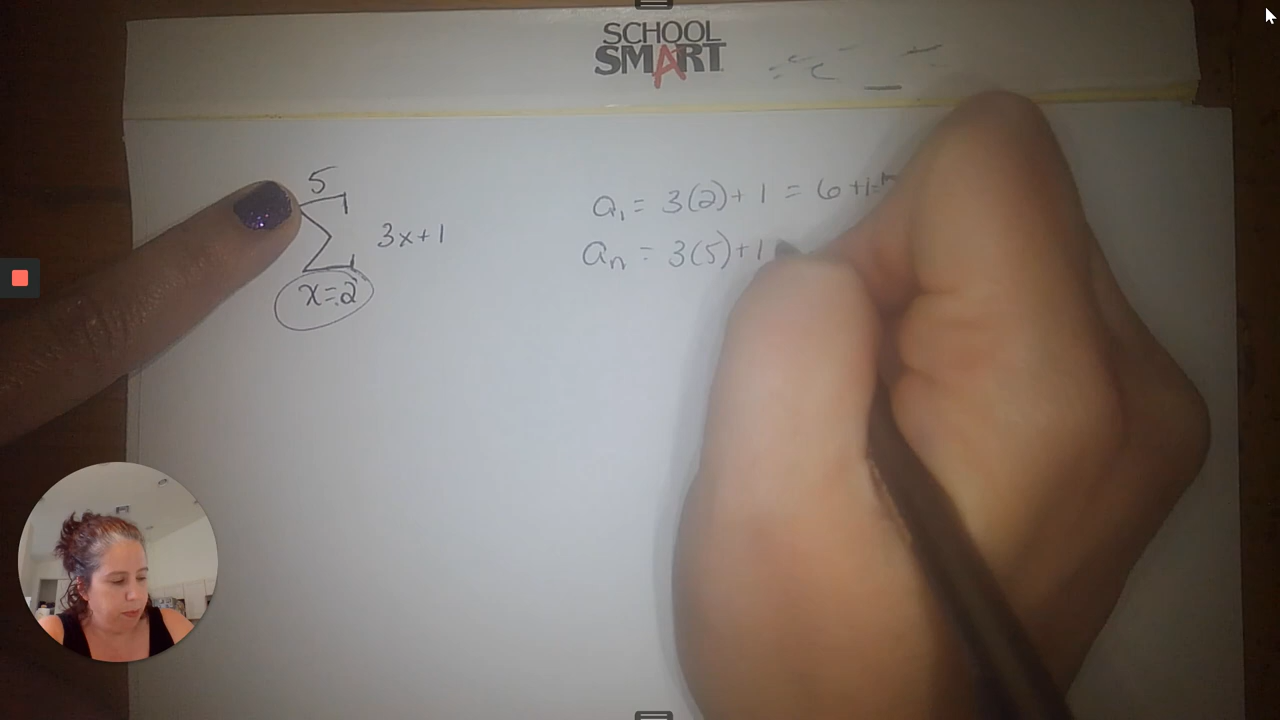 SCHOOL
SMART
5
Σ 3x+1
x=2
a₁ = 3(2)+1 = 6+1=
aₙ = 3(5)+1